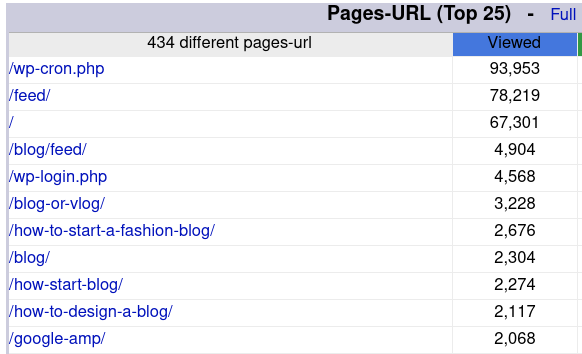 Pages-URL (Top 25) - Full
434 different pages-url Viewed
/wp-cron.php 93,953
/feed/ 78,219
/ 67,301
/blog/feed/ 4,904
/wp-login.php 4,568
/blog-or-vlog/ 3,228
/how-to-start-a-fashion-blog/ 2,676
/blog/ 2,304
/how-start-blog/ 2,274
/how-to-design-a-blog/ 2,117
/google-amp/ 2,068